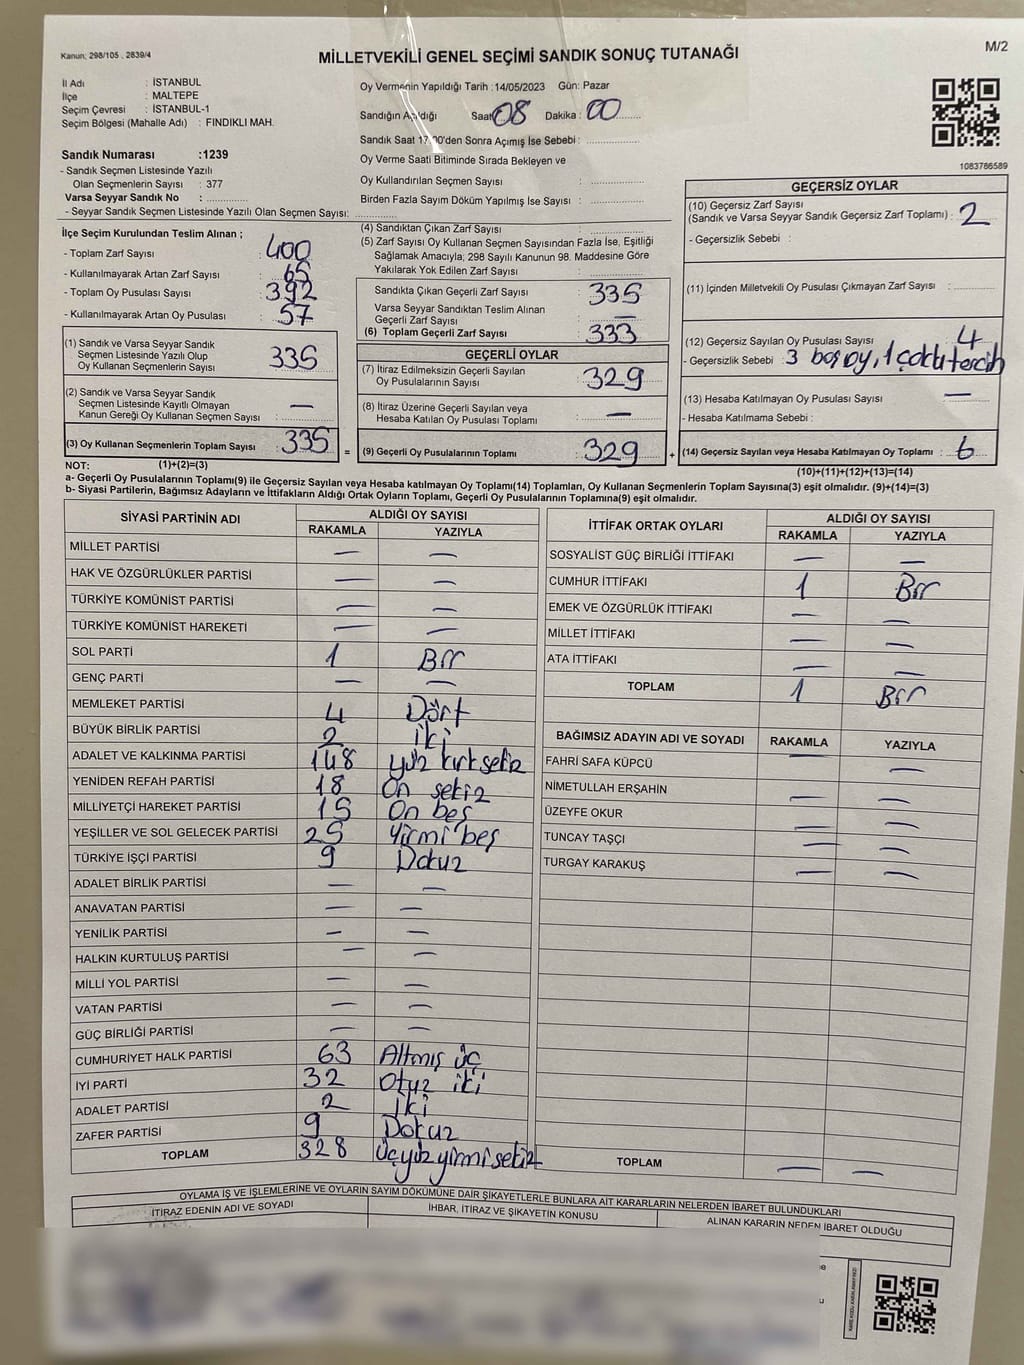 Kanun; 298/105 , 2839/4
MİLLETVEKİLİ GENEL SEÇİMİ SANDIK SONUÇ TUTANAĞI
M/2
İl Adı : İSTANBUL
İlçe : MALTEPE
Seçim Çevresi : İSTANBUL-1
Seçim Bölgesi (Mahalle Adı) : FINDIKLI MAH.
Sandık Numarası :1239
- Sandık Seçmen Listesinde Yazılı
Olan Seçmenlerin Sayısı : 377
Varsa Seyyar Sandık No : ............
- Seyyar Sandık Seçmen Listesinde Yazılı Olan Seçmen Sayısı: ............
Oy Vermenin Yapıldığı Tarih :14/05/2023 Gün: Pazar
Sandığın Açıldığı Saat 08 Dakika : 00
Sandık Saat 17.00'den Sonra Açımış İse Sebebi : ............
Oy Verme Saati Bitiminde Sırada Bekleyen ve
Oy Kullandırılan Seçmen Sayısı : ............
Birden Fazla Sayım Döküm Yapılmış İse Sayısı : ............
1083786589
İlçe Seçim Kurulundan Teslim Alınan ;
- Toplam Zarf Sayısı : 400
- Kullanılmayarak Artan Zarf Sayısı : 65
- Toplam Oy Pusulası Sayısı : 392
- Kullanılmayarak Artan Oy Pusulası : 57
(1) Sandık ve Varsa Seyyar Sandık
Seçmen Listesinde Yazılı Olup
Oy Kullanan Seçmenlerin Sayısı : 335
(2) Sandık ve Varsa Seyyar Sandık
Seçmen Listesinde Kayıtlı Olmayan
Kanun Gereği Oy Kullanan Seçmen Sayısı : —
(3) Oy Kullanan Seçmenlerin Toplam Sayısı : 335
(4) Sandıktan Çıkan Zarf Sayısı : ............
(5) Zarf Sayısı Oy Kullanan Seçmen Sayısından Fazla İse, Eşitliği
Sağlamak Amacıyla; 298 Sayılı Kanunun 98. Maddesine Göre
Yakılarak Yok Edilen Zarf Sayısı : ............
Sandıkta Çıkan Geçerli Zarf Sayısı : 335
Varsa Seyyar Sandıktan Teslim Alınan
Geçerli Zarf Sayısı : —
(6) Toplam Geçerli Zarf Sayısı : 333
GEÇERLİ OYLAR
(7) İtiraz Edilmeksizin Geçerli Sayılan
Oy Pusulalarının Sayısı : 329
(8) İtiraz Üzerine Geçerli Sayılan veya
Hesaba Katılan Oy Pusulası Toplamı : —
= (9) Geçerli Oy Pusulalarının Toplamı : 329 +
GEÇERSİZ OYLAR
(10) Geçersiz Zarf Sayısı
(Sandık ve Varsa Seyyar Sandık Geçersiz Zarf Toplamı) : 2
- Geçersizlik Sebebi :
(11) İçinden Milletvekili Oy Pusulası Çıkmayan Zarf Sayısı : ............
(12) Geçersiz Sayılan Oy Pusulası Sayısı : 4
- Geçersizlik Sebebi : 3 boş oy, 1 çoklu tercih
(13) Hesaba Katılmayan Oy Pusulası Sayısı : —
- Hesaba Katılmama Sebebi :
(14) Geçersiz Sayılan veya Hesaba Katılmayan Oy Toplamı : 6
NOT: (1)+(2)=(3)
(10)+(11)+(12)+(13)=(14)
a- Geçerli Oy Pusulalarının Toplamı(9) ile Geçersiz Sayılan veya Hesaba katılmayan Oy Toplamı(14) Toplamları, Oy Kullanan Seçmenlerin Toplam Sayısına(3) eşit olmalıdır. (9)+(14)=(3)
b- Siyasi Partilerin, Bağımsız Adayların ve İttifakların Aldığı Ortak Oyların Toplamı, Geçerli Oy Pusulalarının Toplamına(9) eşit olmalıdır.
SİYASİ PARTİNİN ADI ALDIĞI OY SAYISI
RAKAMLA YAZIYLA
MİLLET PARTİSİ — —
HAK VE ÖZGÜRLÜKLER PARTİSİ — —
TÜRKİYE KOMÜNİST PARTİSİ — —
TÜRKİYE KOMÜNİST HAREKETİ — —
SOL PARTİ 1 Bir
GENÇ PARTİ — —
MEMLEKET PARTİSİ 4 Dört
BÜYÜK BİRLİK PARTİSİ 2 iki
ADALET VE KALKINMA PARTİSİ 148 yüz kırk sekiz
YENİDEN REFAH PARTİSİ 18 On sekiz
MİLLİYETÇİ HAREKET PARTİSİ 15 On beş
YEŞİLLER VE SOL GELECEK PARTİSİ 25 Yirmi beş
TÜRKİYE İŞÇİ PARTİSİ 9 Dokuz
ADALET BİRLİK PARTİSİ — —
ANAVATAN PARTİSİ — —
YENİLİK PARTİSİ — —
HALKIN KURTULUŞ PARTİSİ — —
MİLLİ YOL PARTİSİ — —
VATAN PARTİSİ — —
GÜÇ BİRLİĞİ PARTİSİ — —
CUMHURİYET HALK PARTİSİ 63 Altmış üç
İYİ PARTİ 32 Otuz iki
ADALET PARTİSİ 2 İki
ZAFER PARTİSİ 9 Dokuz
TOPLAM 328 üçyüz yirmi sekiz
İTTİFAK ORTAK OYLARI ALDIĞI OY SAYISI
RAKAMLA YAZIYLA
SOSYALİST GÜÇ BİRLİĞİ İTTİFAKI — —
CUMHUR İTTİFAKI 1 Bir
EMEK VE ÖZGÜRLÜK İTTİFAKI — —
MİLLET İTTİFAKI — —
ATA İTTİFAKI — —
TOPLAM 1 Bir
BAĞIMSIZ ADAYIN ADI VE SOYADI RAKAMLA YAZIYLA
FAHRİ SAFA KÜPCÜ — —
NİMETULLAH ERŞAHİN — —
ÜZEYFE OKUR — —
TUNCAY TAŞÇI — —
TURGAY KARAKUŞ — —
TOPLAM — —
OYLAMA İŞ VE İŞLEMLERİNE VE OYLARIN SAYIM DÖKÜMÜNE DAİR ŞİKAYETLERLE BUNLARA AİT KARARLARIN NELERDEN İBARET BULUNDUKLARI
İTİRAZ EDENİN ADI VE SOYADI İHBAR, İTİRAZ VE ŞİKAYETİN KONUSU ALINAN KARARIN NEDEN İBARET OLDUĞU